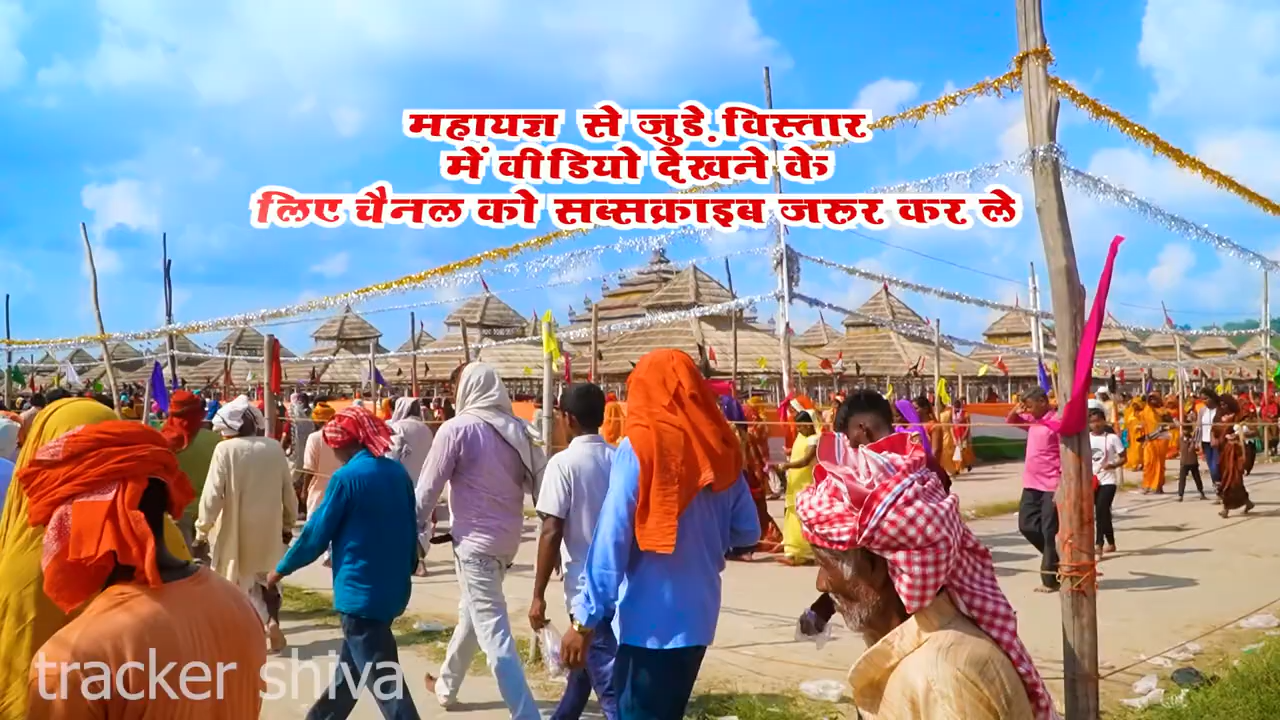 महायज्ञ से जुडे़ विस्तार
में वीडियो देखने के
लिए चैनल को सब्सक्राइब जरूर कर ले
tracker shiva